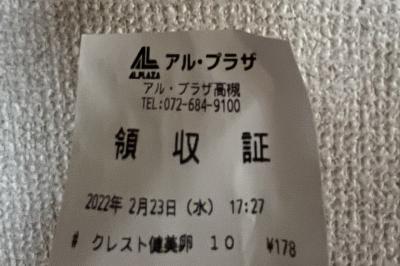 アル・プラザ
ALPLAZA
アル・プラザ高槻
TEL:072-684-9100
領収証
2022年 2月23日(水) 17:27
# クレスト健美卵 10 ¥178